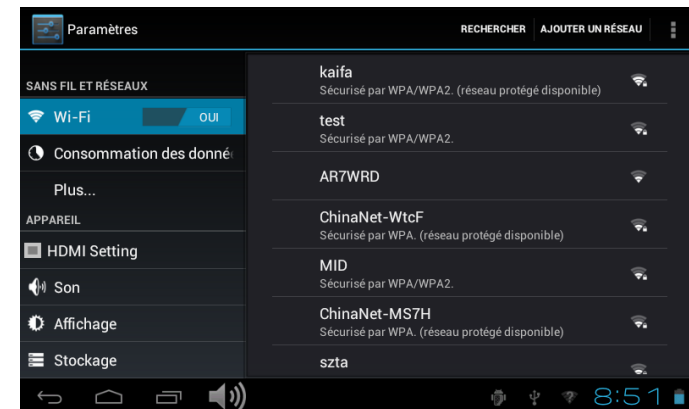 Paramètres
RECHERCHER
AJOUTER UN RÉSEAU
SANS FIL ET RÉSEAUX
Wi-Fi
OUI
Consommation des donné
Plus...
APPAREIL
HDMI Setting
Son
Affichage
Stockage
kaifa
Sécurisé par WPA/WPA2. (réseau protégé disponible)
test
Sécurisé par WPA/WPA2.
AR7WRD
ChinaNet-WtcF
Sécurisé par WPA. (réseau protégé disponible)
MID
Sécurisé par WPA/WPA2.
ChinaNet-MS7H
Sécurisé par WPA. (réseau protégé disponible)
szta
8:51